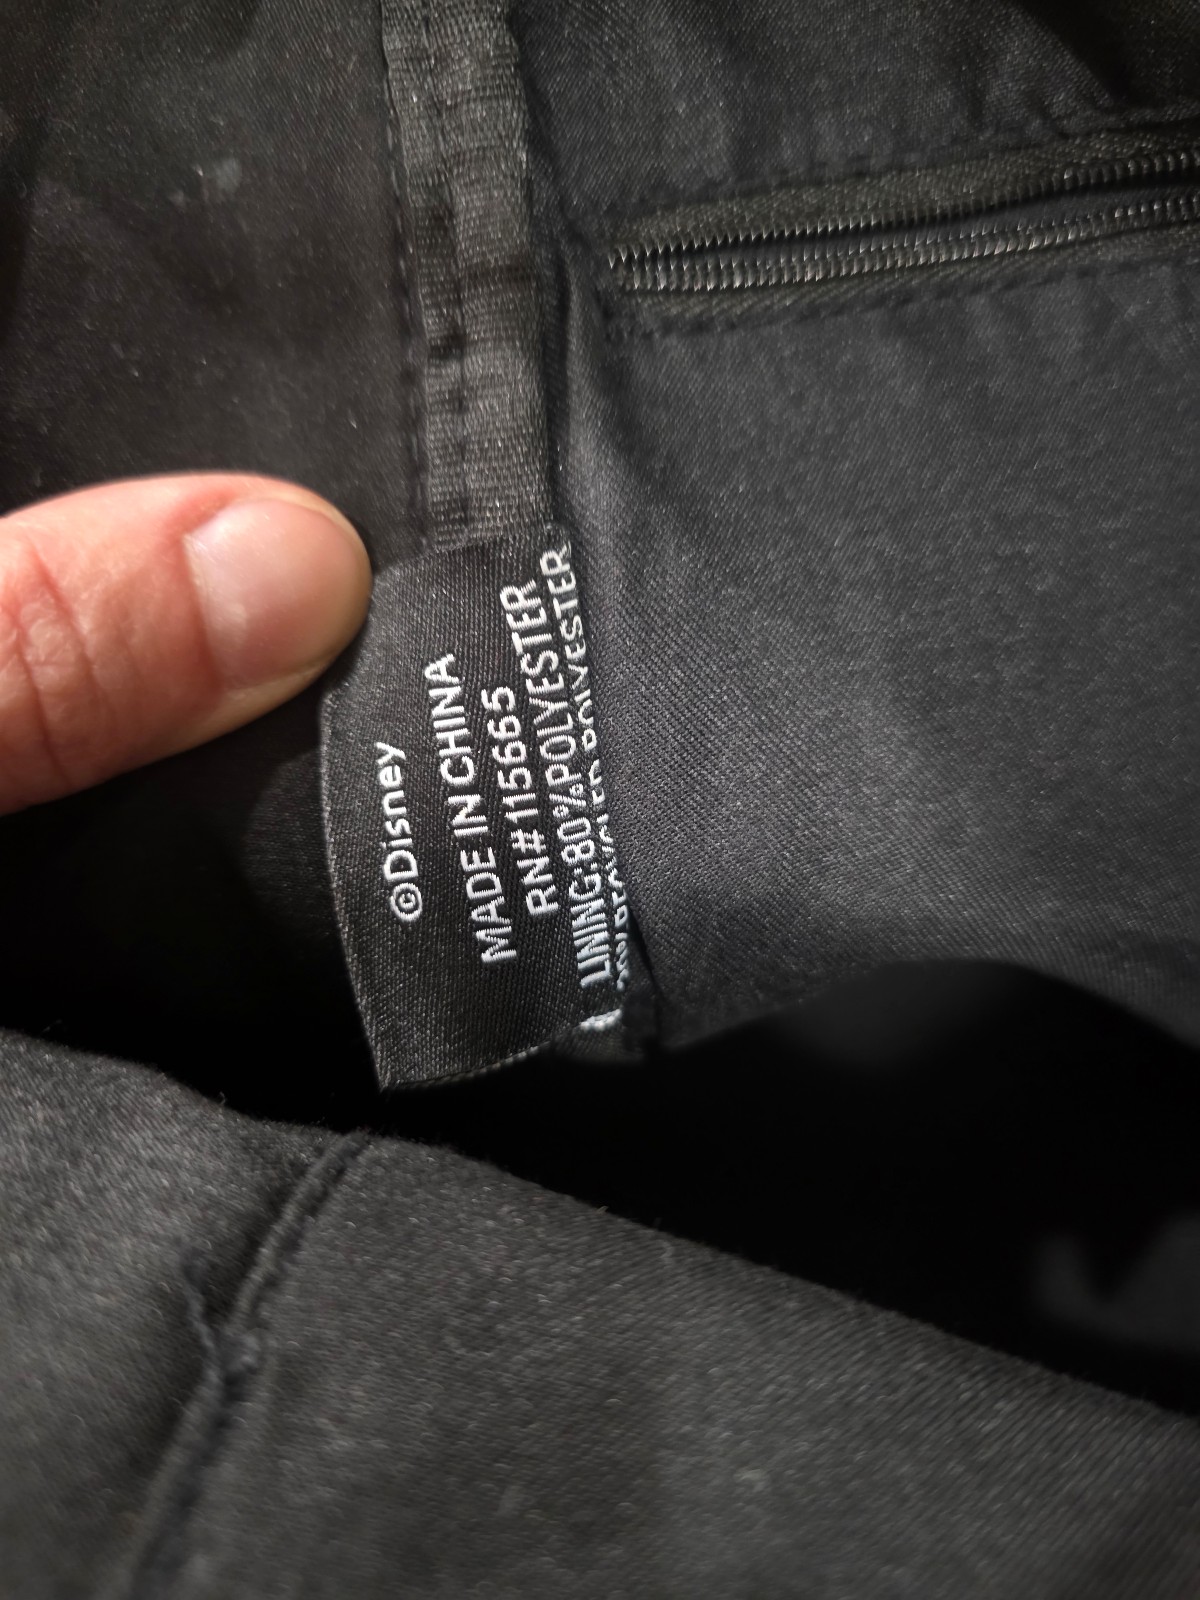 LINING:80%POLYESTER
RN#115665
MADE IN CHINA
©Disney